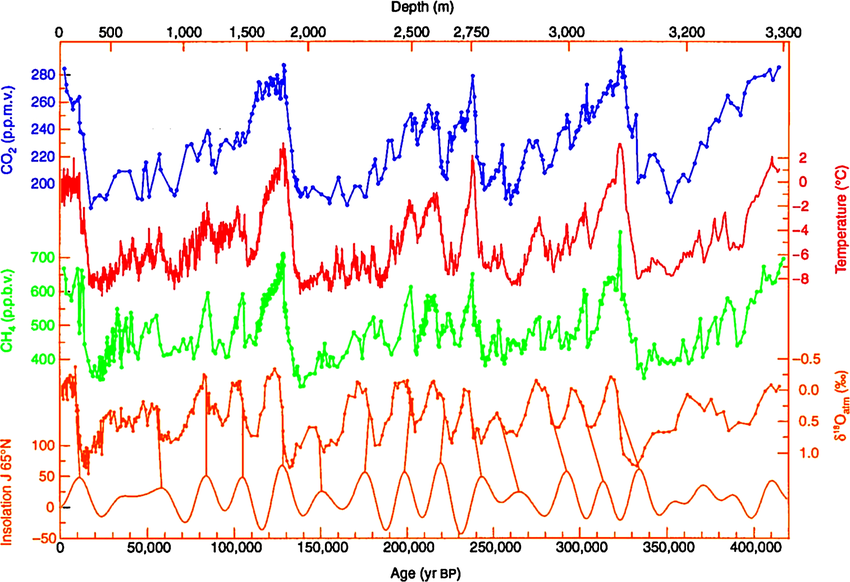 Depth (m)
0 500 1,000 1,500 2,000 2,500 2,750 3,000 3,200 3,300
CO2 (p.p.m.v.)
280
260
240
220
200
2
0
−2
−4
−6
−8
Temperature (°C)
CH4 (p.p.b.v.)
700
600
500
400
−0.5
0.0
0.5
1.0
δ18Oatm (‰)
Insolation J 65°N
100
50
0
−50
0 50,000 100,000 150,000 200,000 250,000 300,000 350,000 400,000
Age (yr BP)